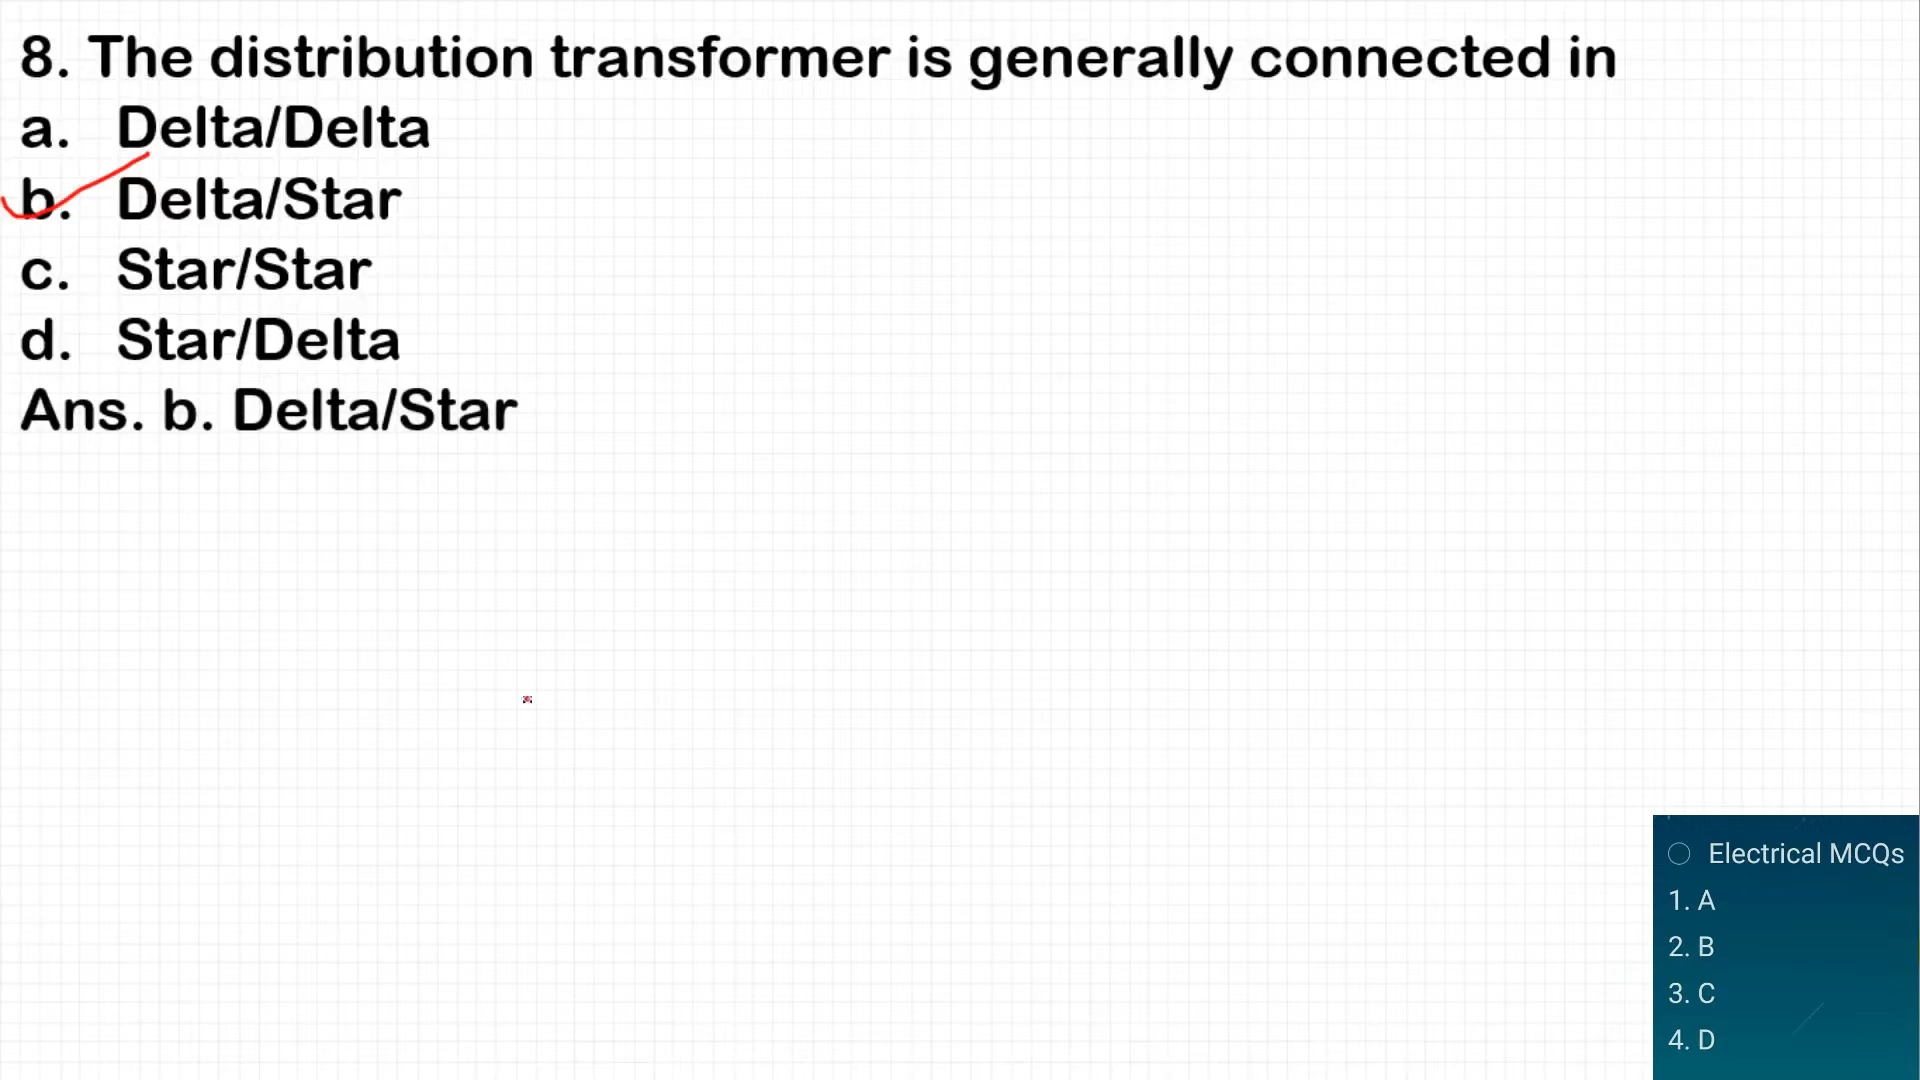 8. The distribution transformer is generally connected in
a. Delta/Delta
b. Delta/Star
c. Star/Star
d. Star/Delta
Ans. b. Delta/Star
Electrical MCQs
1. A
2. B
3. C
4. D